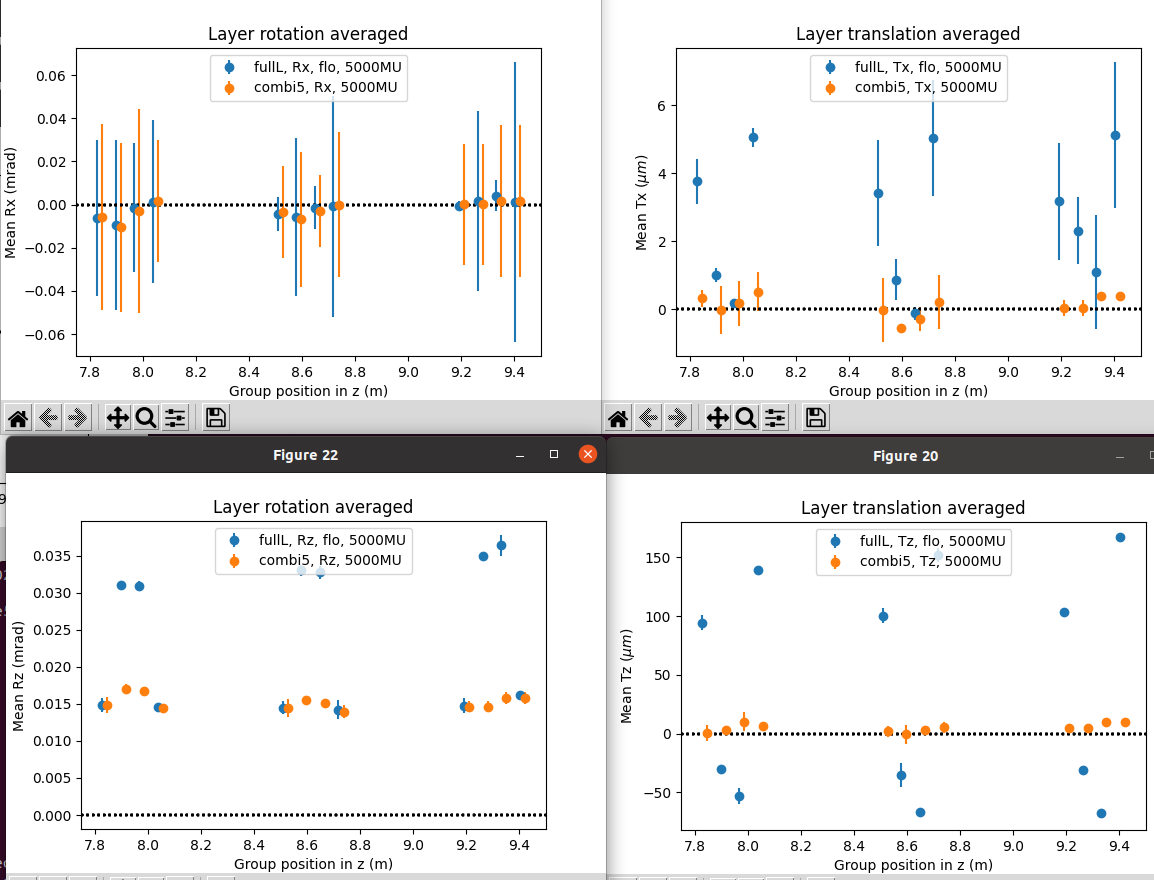 Layer rotation averaged
fullL, Rx, flo, 5000MU
combi5, Rx, 5000MU
Mean Rx (mrad)
0.06
0.04
0.02
0.00
−0.02
−0.04
−0.06
7.8 8.0 8.2 8.4 8.6 8.8 9.0 9.2 9.4
Group position in z (m)
Layer translation averaged
fullL, Tx, flo, 5000MU
combi5, Tx, 5000MU
Mean Tx (μm)
6
4
2
0
7.8 8.0 8.2 8.4 8.6 8.8 9.0 9.2 9.4
Group position in z (m)
Figure 22
Layer rotation averaged
fullL, Rz, flo, 5000MU
combi5, Rz, 5000MU
Mean Rz (mrad)
0.035
0.030
0.025
0.020
0.015
0.010
0.005
0.000
7.8 8.0 8.2 8.4 8.6 8.8 9.0 9.2 9.4
Group position in z (m)
Figure 20
Layer translation averaged
fullL, Tz, flo, 5000MU
combi5, Tz, 5000MU
Mean Tz (μm)
150
100
50
0
−50
7.8 8.0 8.2 8.4 8.6 8.8 9.0 9.2 9.4
Group position in z (m)